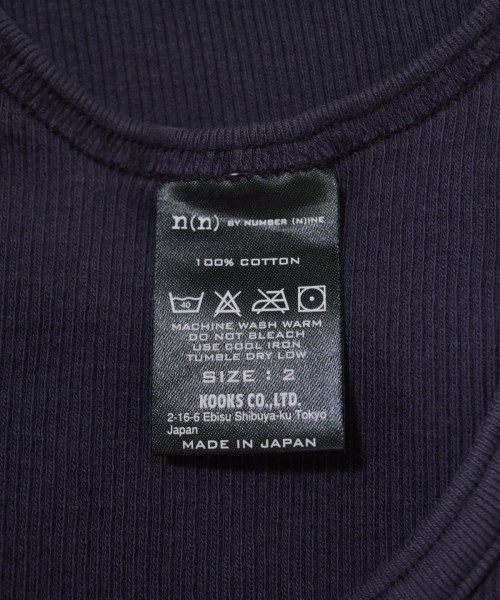 n(n) BY NUMBER (N)INE
100% COTTON
40
MACHINE WASH WARM
DO NOT BLEACH
USE COOL IRON
TUMBLE DRY LOW
SIZE : 2
KOOKS CO.,LTD.
2-16-6 Ebisu Shibuya-ku Tokyo
Japan
MADE IN JAPAN